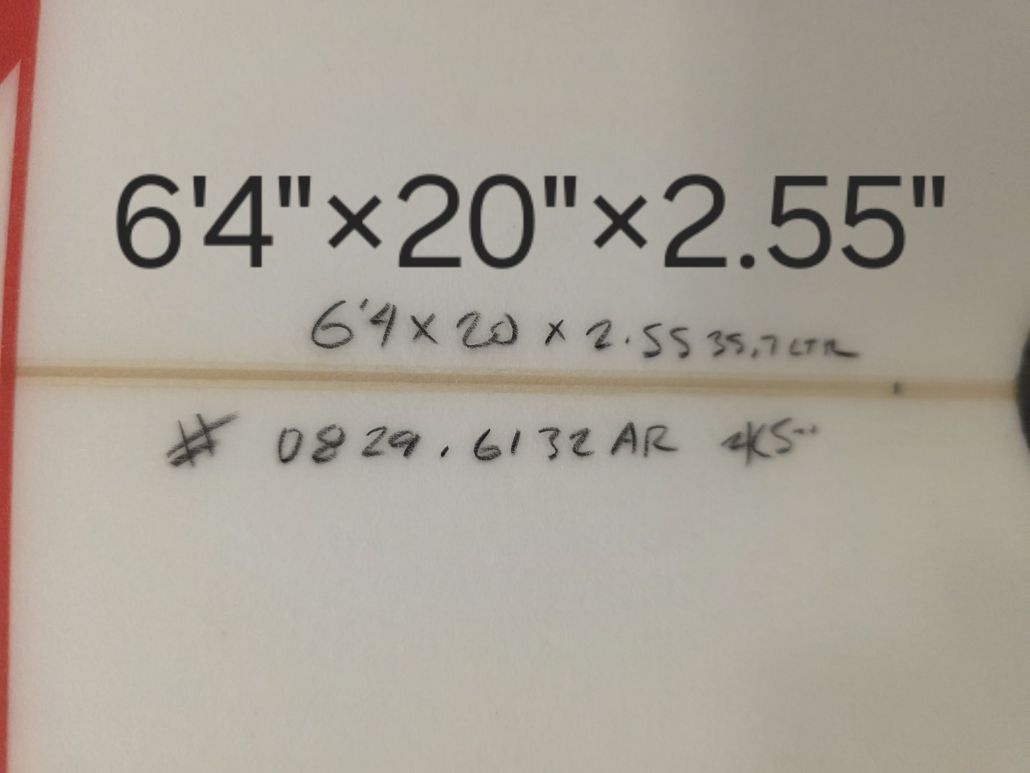 6'4"×20"×2.55"
6'4 x 20 x 2.55 35.7 LTR
# 0829.6132 AR